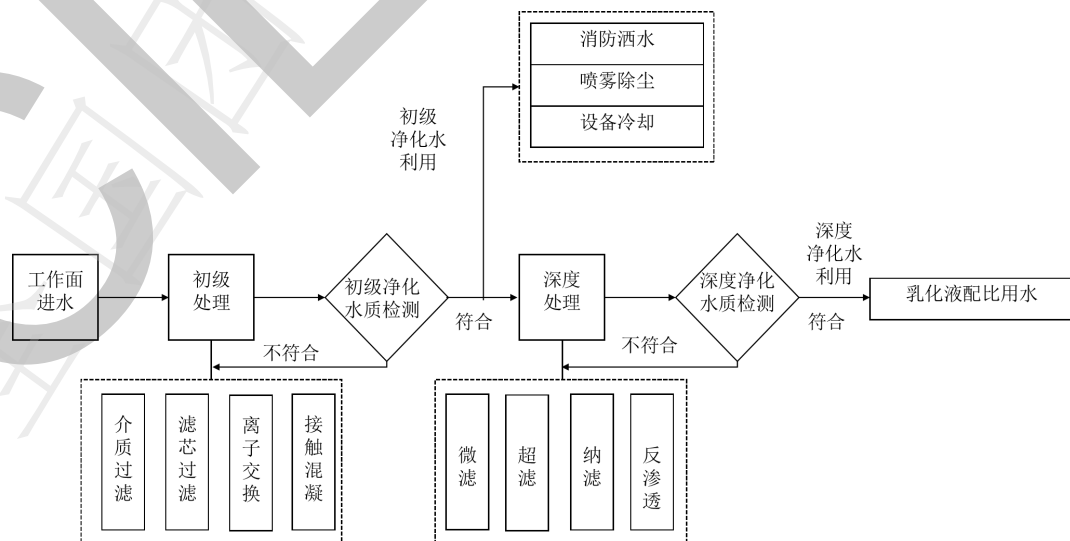 消防洒水
喷雾除尘
设备冷却
初级
净化水
利用
工作面
进水
初级
处理
初级净化
水质检测
符合
不符合
深度
处理
深度净化
水质检测
不符合
深度
净化水
利用
符合
乳化液配比用水
介质过滤
滤芯过滤
离子交换
接触混凝
微滤
超滤
纳滤
反渗透